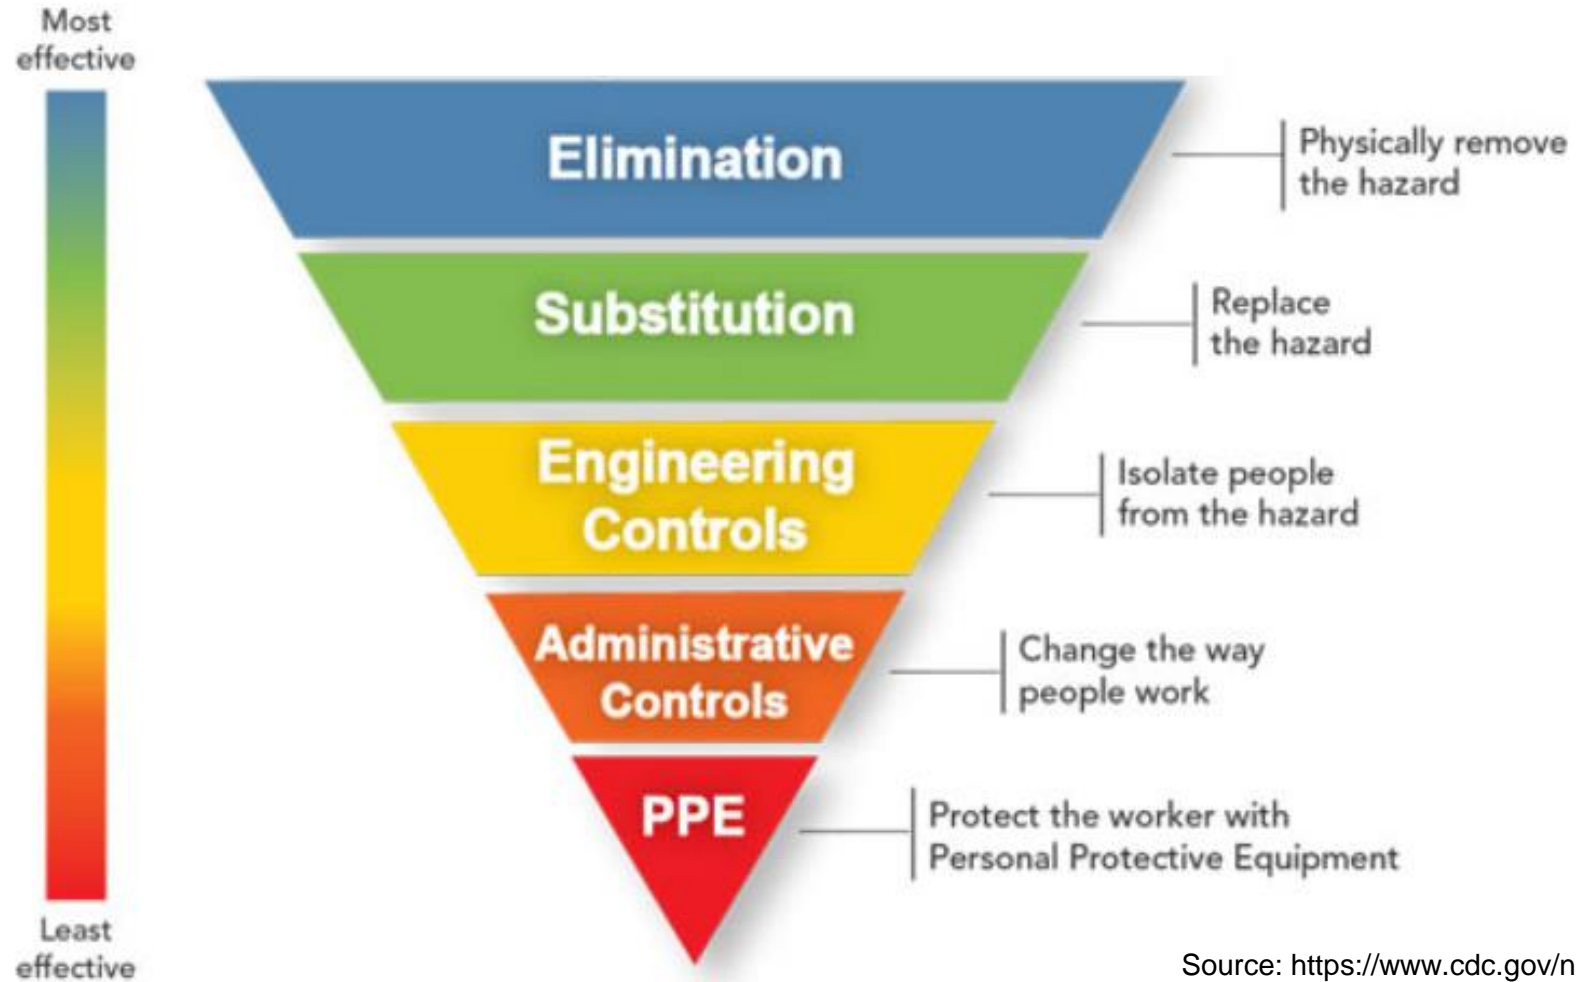 Most
effective
Elimination
Physically remove
the hazard
Substitution
Replace
the hazard
Engineering
Controls
Isolate people
from the hazard
Administrative
Controls
Change the way
people work
PPE
Protect the worker with
Personal Protective Equipment
Least
effective
Source: https://www.cdc.gov/n